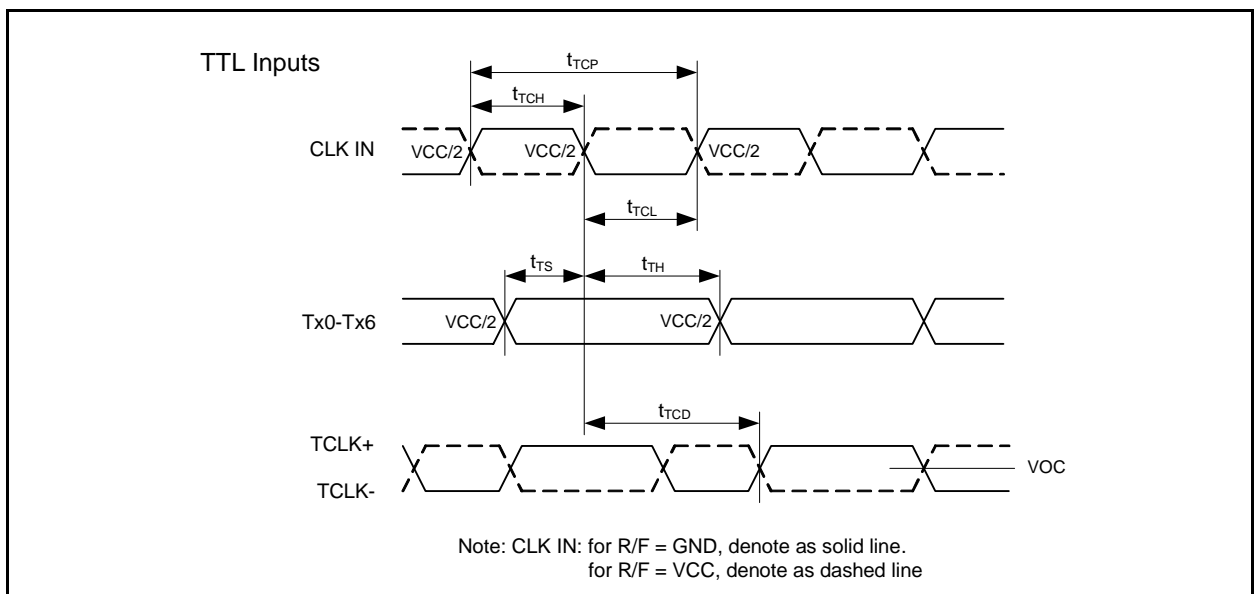 TTL Inputs
tTCP
tTCH
CLK IN
VCC/2
VCC/2
VCC/2
tTCL
tTS
tTH
Tx0-Tx6
VCC/2
VCC/2
tTCD
TCLK+
VOC
TCLK-
Note: CLK IN: for R/F = GND, denote as solid line.
for R/F = VCC, denote as dashed line